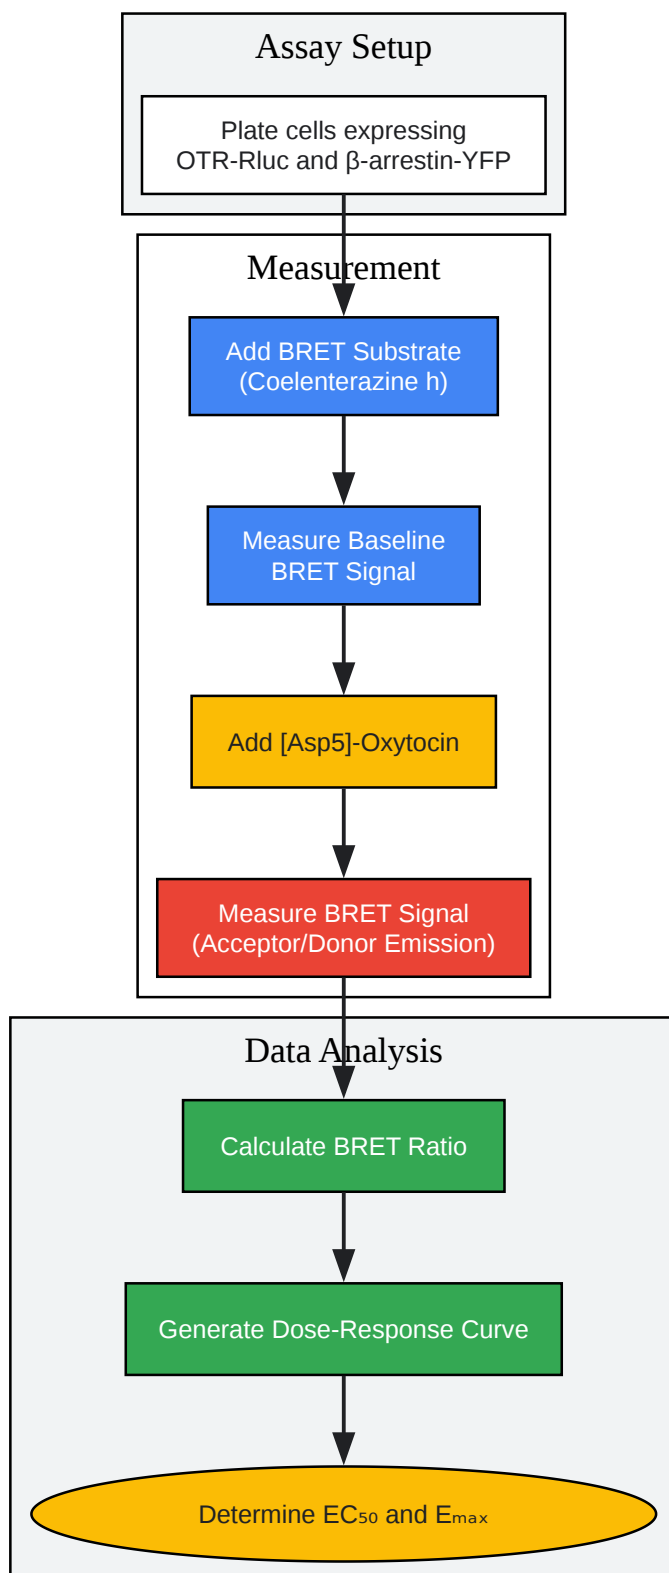 Assay Setup
Plate cells expressing
OTR-Rluc and β-arrestin-YFP
Measurement
Add BRET Substrate
(Coelenterazine h)
Measure Baseline
BRET Signal
Add [Asp5]-Oxytocin
Measure BRET Signal
(Acceptor/Donor Emission)
Data Analysis
Calculate BRET Ratio
Generate Dose-Response Curve
Determine EC₅₀ and Eₘₐₓ